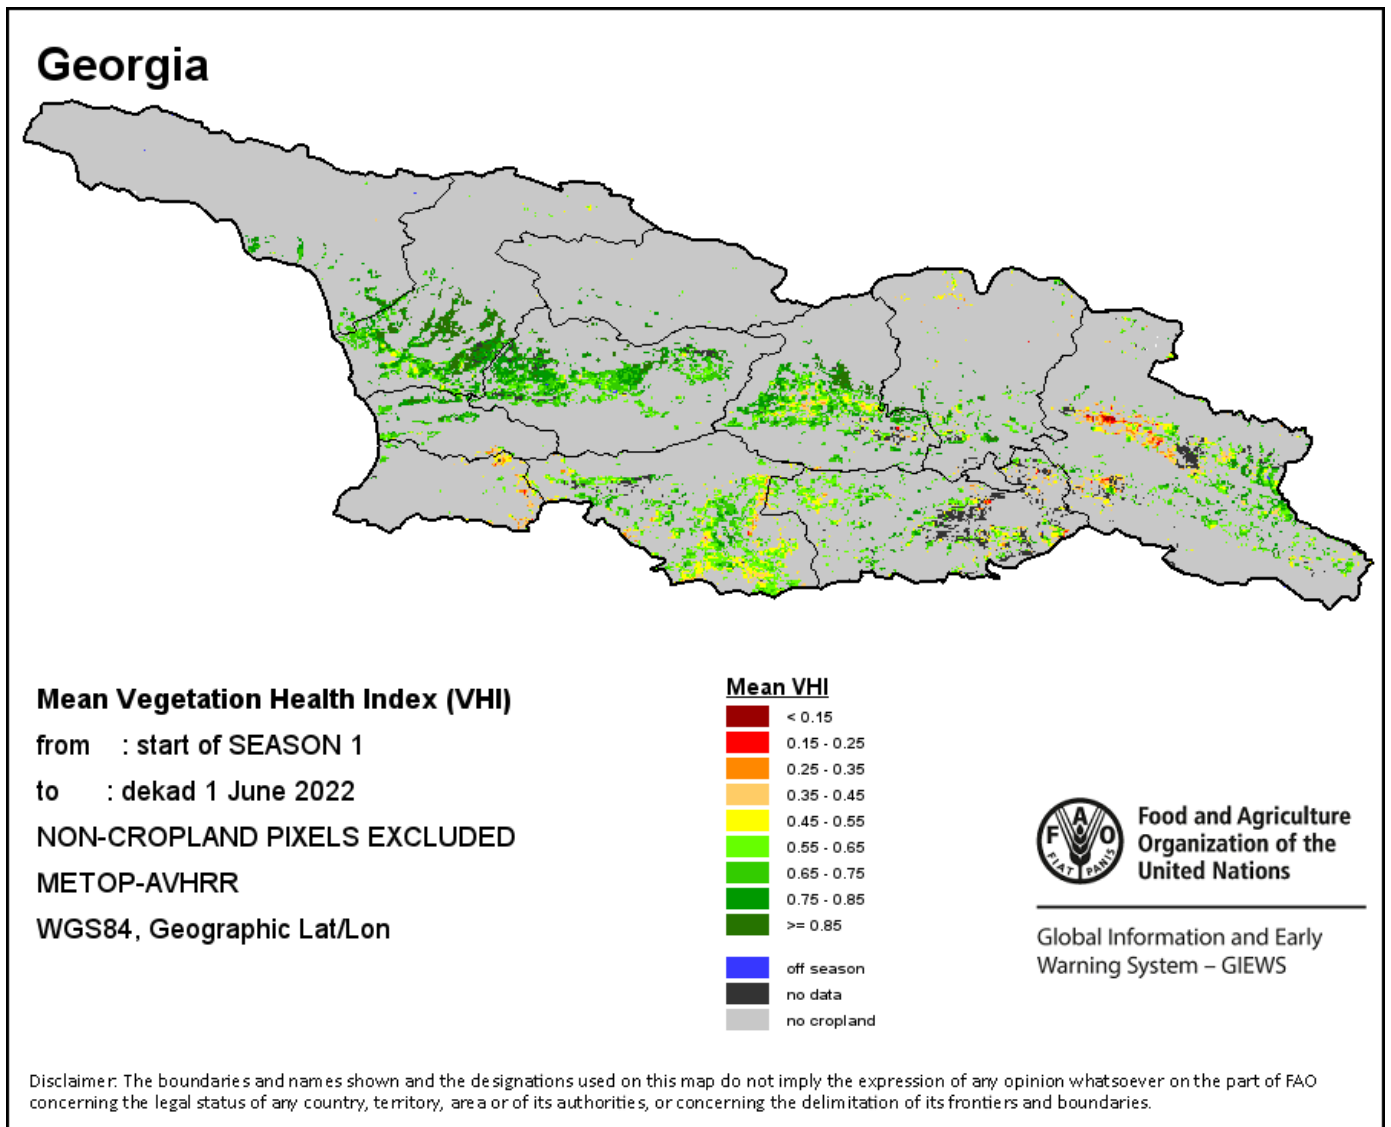 Georgia
Mean Vegetation Health Index (VHI)
from : start of SEASON 1
to : dekad 1 June 2022
NON-CROPLAND PIXELS EXCLUDED
METOP-AVHRR
WGS84, Geographic Lat/Lon
Mean VHI
< 0.15
0.15 - 0.25
0.25 - 0.35
0.35 - 0.45
0.45 - 0.55
0.55 - 0.65
0.65 - 0.75
0.75 - 0.85
>= 0.85
off season
no data
no cropland
F A O
FIAT PANIS
Food and Agriculture
Organization of the
United Nations
Global Information and Early
Warning System – GIEWS
Disclaimer: The boundaries and names shown and the designations used on this map do not imply the expression of any opinion whatsoever on the part of FAO
concerning the legal status of any country, territory, area or of its authorities, or concerning the delimitation of its frontiers and boundaries.